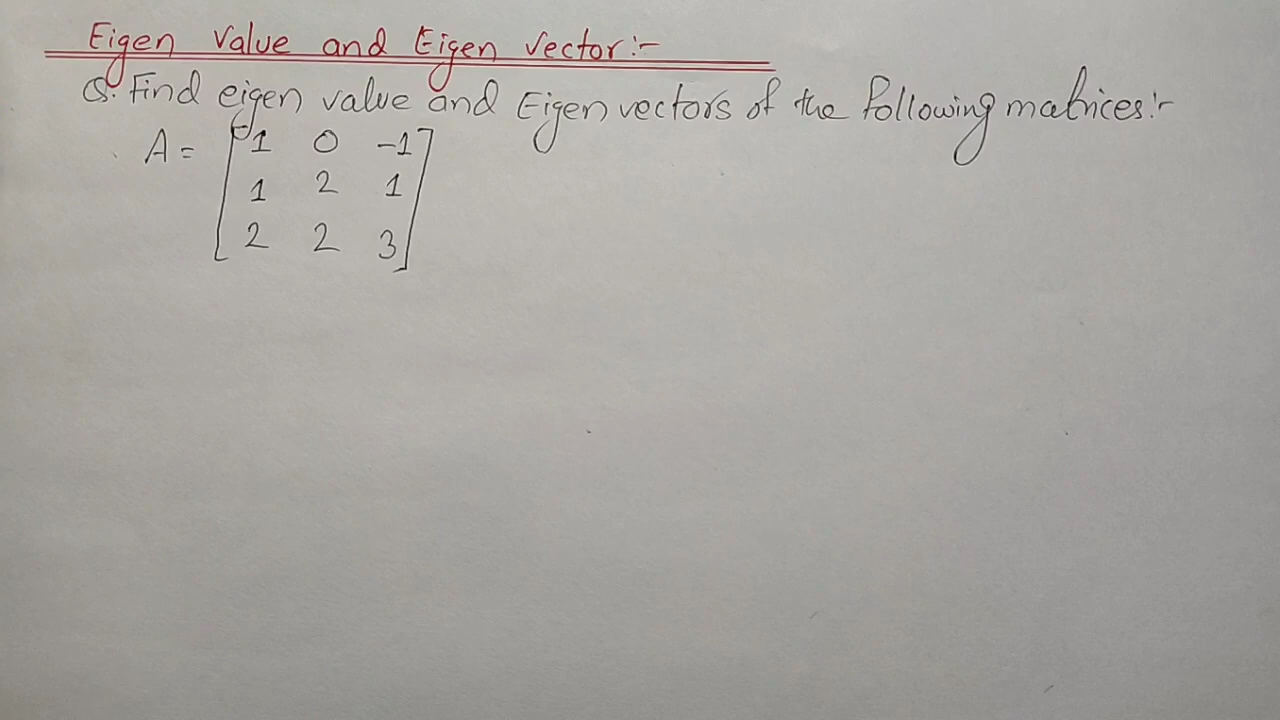 Eigen Value and Eigen Vector:-
Q. Find eigen value and Eigen vectors of the following matrices:-
A = [1 0 -1]
1 2 1
2 2 3